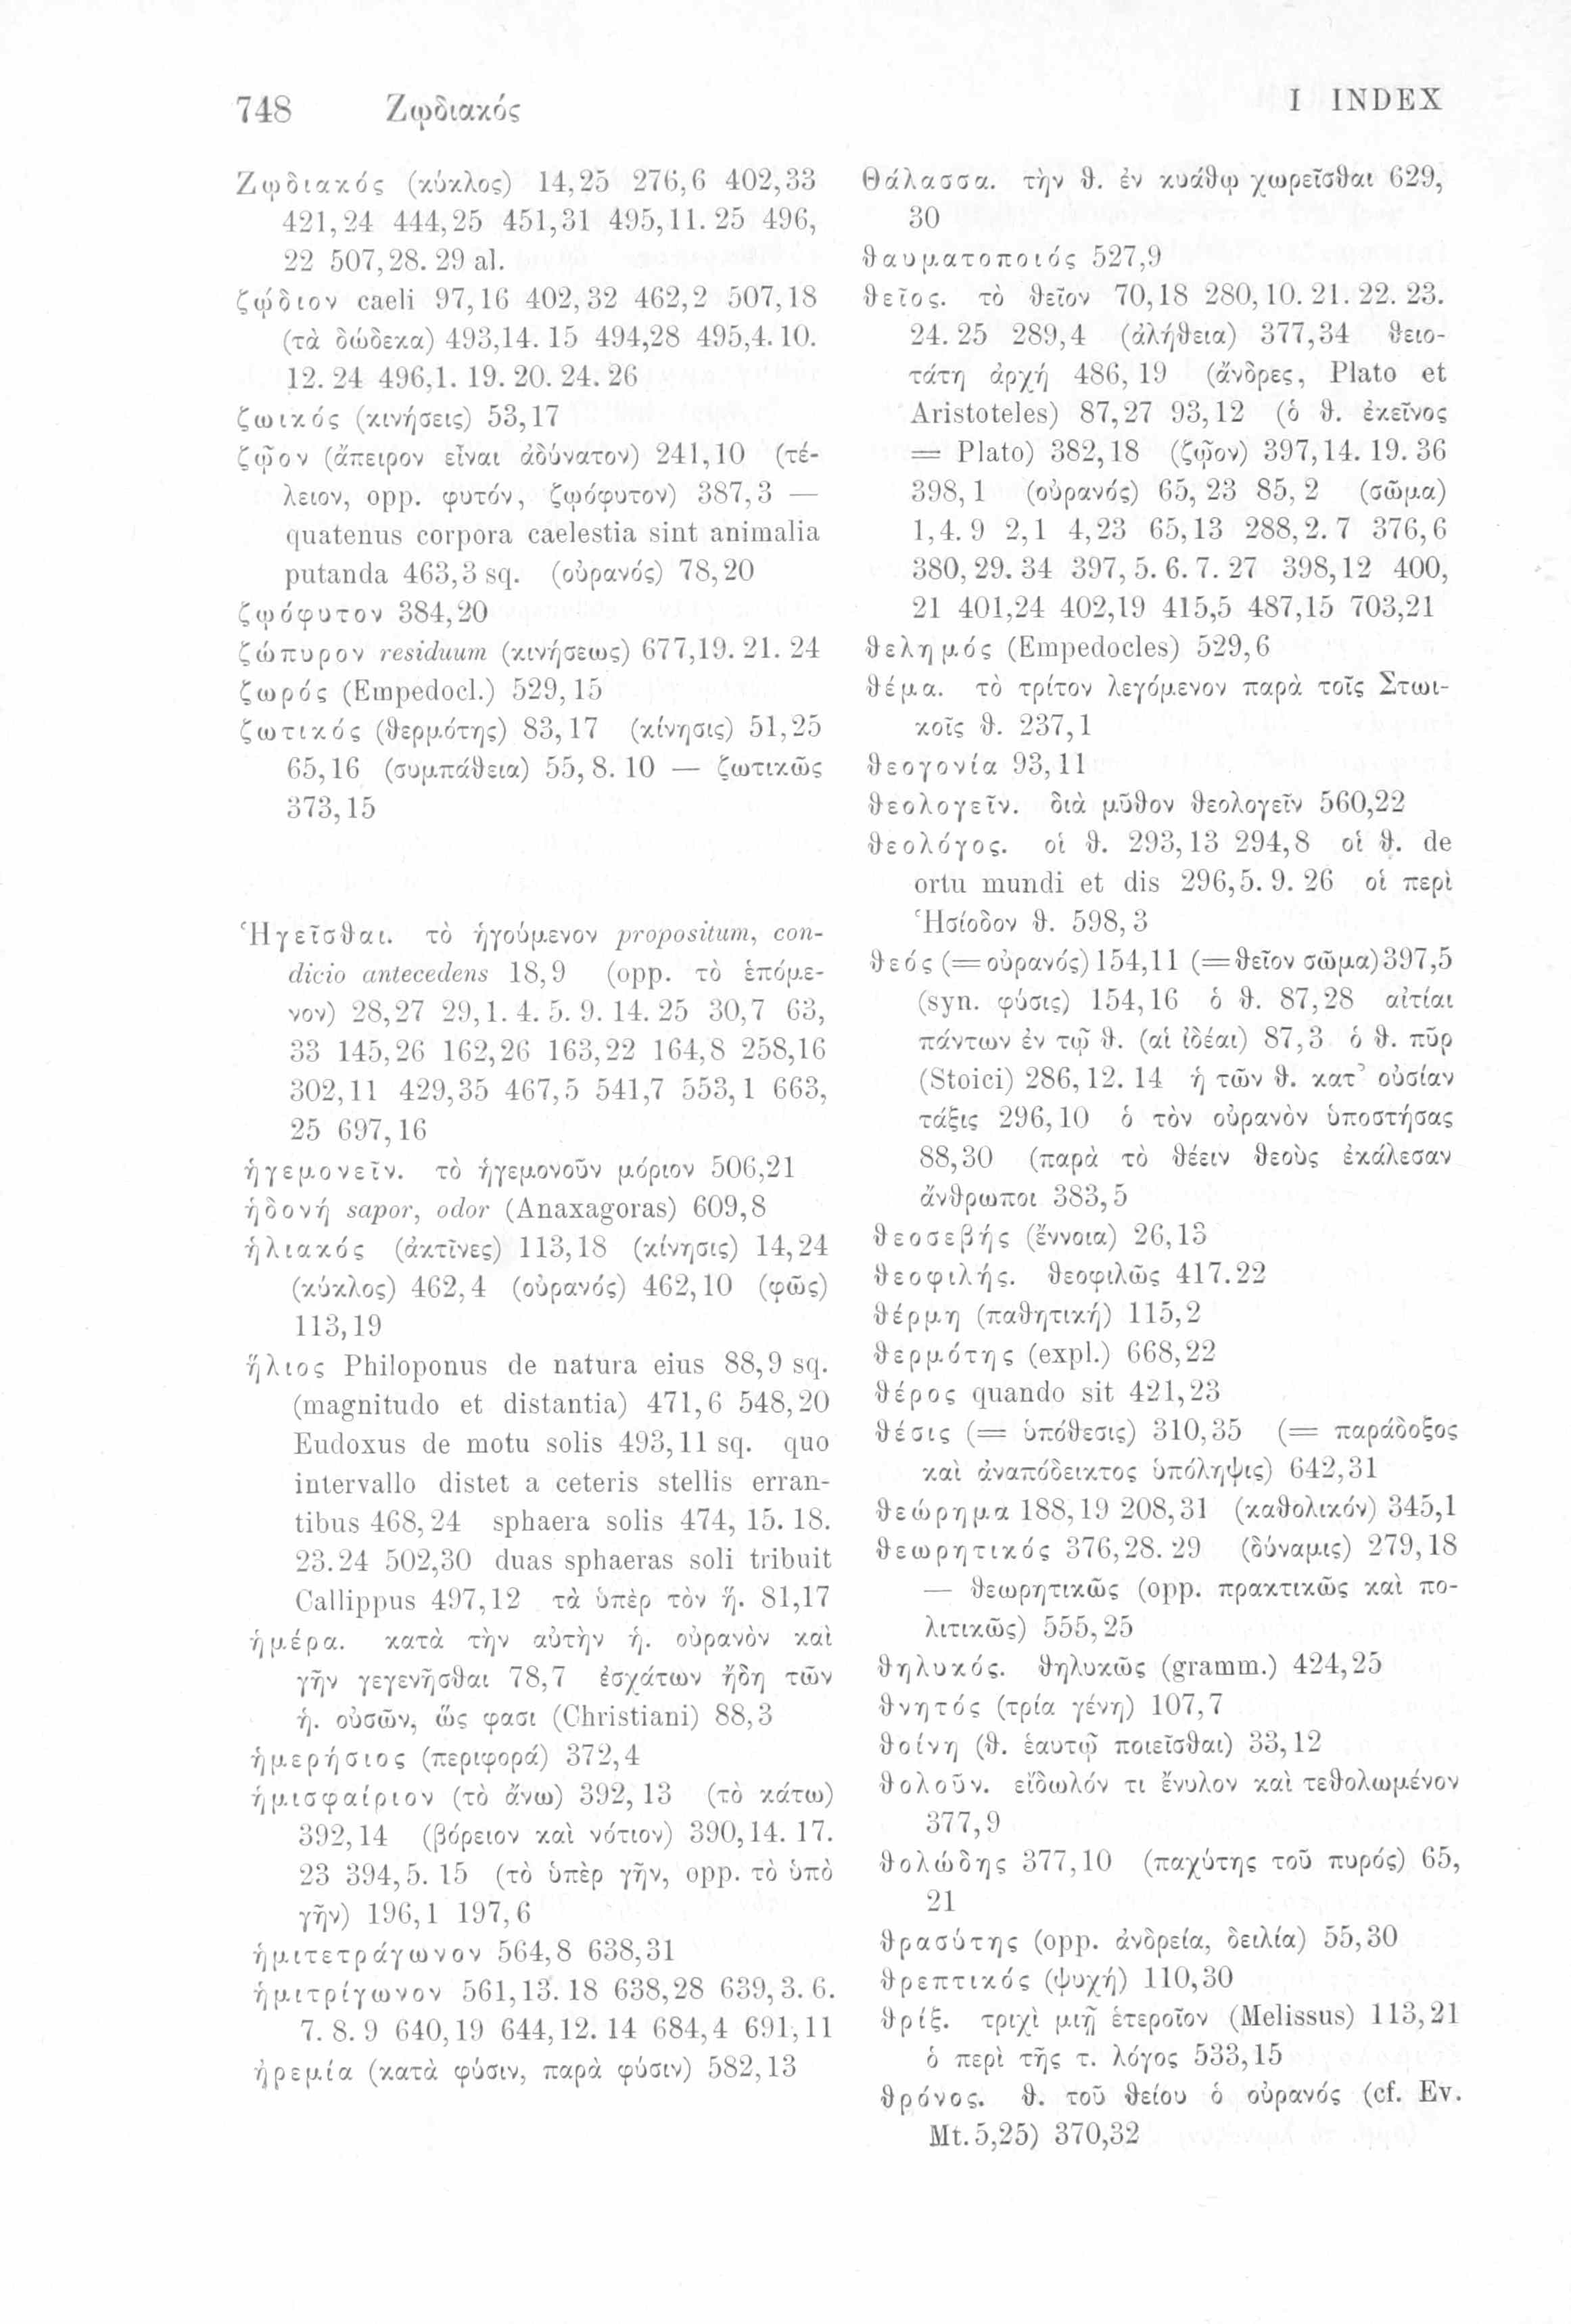 748 Ζῳδιακός I INDEX
Ζῳδιακός (κύκλος) 14,25 276,6 402,33
421,24 444,25 451,31 495,11. 25 496,
22 507,28. 29 al.
ζῴδιον caeli 97,16 402,32 462,2 507,18
(τὰ δώδεκα) 493,14. 15 494,28 495,4. 10.
12. 24 496,1. 19. 20. 24. 26
ζωικός (κινήσεις) 53,17
ζῷον (ἄπειρον εἶναι ἀδύνατον) 241,10 (τέ-
λειον, opp. φυτόν, ζῳόφυτον) 387,3 —
quatenus corpora caelestia sint animalia
putanda 463,3 sq. (οὐρανός) 78,20
ζῳόφυτον 384,20
ζώπυρον residuum (κινήσεως) 677,19. 21. 24
ζωρός (Empedocl.) 529,15
ζωτικός (θερμότης) 83,17 (κίνησις) 51,25
65,16 (συμπάθεια) 55,8. 10 — ζωτικῶς
373,15
Ἡγεῖσθαι. τὸ ἡγούμενον propositum, con-
dicio antecedens 18,9 (opp. τὸ ἑπόμε-
νον) 28,27 29,1. 4. 5. 9. 14. 25 30,7 63,
33 145,26 162,26 163,22 164,8 258,16
302,11 429,35 467,5 541,7 553,1 663,
25 697,16
ἡγεμονεῖν. τὸ ἡγεμονοῦν μόριον 506,21
ἡδονή sapor, odor (Anaxagoras) 609,8
ἡλιακός (ἀκτῖνες) 113,18 (κίνησις) 14,24
(κύκλος) 462,4 (οὐρανός) 462,10 (φῶς)
113,19
ἥλιος Philoponus de natura eius 88,9 sq.
(magnitudo et distantia) 471,6 548,20
Eudoxus de motu solis 493,11 sq. quo
intervallo distet a ceteris stellis erran-
tibus 468,24 sphaera solis 474, 15. 18.
23.24 502,30 duas sphaeras soli tribuit
Callippus 497,12 τὰ ὑπὲρ τὸν ἥ. 81,17
ἡμέρα. κατὰ τὴν αὐτὴν ἡ. οὐρανὸν καὶ
γῆν γεγενῆσθαι 78,7 ἐσχάτων ἤδη τῶν
ἡ. οὐσῶν, ὥς φασι (Christiani) 88,3
ἡμερήσιος (περιφορά) 372,4
ἡμισφαίριον (τὸ ἄνω) 392, 13 (τὸ κάτω)
392,14 (βόρειον καὶ νότιον) 390,14. 17.
23 394,5. 15 (τὸ ὑπὲρ γῆν, opp. τὸ ὑπὸ
γῆν) 196,1 197,6
ἡμιτετράγωνον 564,8 638,31
ἡμιτρίγωνον 561,13. 18 638,28 639,3. 6.
7. 8. 9 640,19 644,12. 14 684,4 691,11
ἠρεμία (κατὰ φύσιν, παρὰ φύσιν) 582,13
Θάλασσα. τὴν θ. ἐν κυάθῳ χωρεῖσθαι 629,
30
θαυματοποιός 527,9
θεῖος. τὸ θεῖον 70,18 280,10. 21. 22. 23.
24. 25 289,4 (ἀλήθεια) 377,34 θειο-
τάτη ἀρχή 486, 19 (ἄνδρες, Plato et
Aristoteles) 87,27 93,12 (ὁ θ. ἐκεῖνος
= Plato) 382,18 (ζῷον) 397,14. 19. 36
398,1 (οὐρανός) 65, 23 85, 2 (σῶμα)
1,4. 9 2,1 4,23 65,13 288,2. 7 376,6
380,29. 34 397,5. 6. 7. 27 398,12 400,
21 401,24 402,19 415,5 487,15 703,21
θελημός (Empedocles) 529,6
θέμα. τὸ τρίτον λεγόμενον παρὰ τοῖς Στωι-
κοῖς θ. 237,1
θεογονία 93,11
θεολογεῖν. διὰ μῦθον θεολογεῖν 560,22
θεολόγος. οἱ θ. 293,13 294,8 οἱ θ. de
ortu mundi et dis 296,5. 9. 26 οἱ περὶ
Ἡσίοδον θ. 598,3
θεός (= οὐρανός) 154,11 (= θεῖον σῶμα) 397,5
(syn. φύσις) 154,16 ὁ θ. 87,28 αἰτίαι
πάντων ἐν τῷ θ. (αἱ ἰδέαι) 87,3 ὁ θ. πῦρ
(Stoici) 286,12. 14 ἡ τῶν θ. κατ’ οὐσίαν
τάξις 296,10 ὁ τὸν οὐρανὸν ὑποστήσας
88,30 (παρὰ τὸ θέειν θεοὺς ἐκάλεσαν
ἄνθρωποι 383,5
θεοσεβής (ἔννοια) 26,13
θεοφιλής. θεοφιλῶς 417.22
θέρμη (παθητική) 115,2
θερμότης (expl.) 668,22
θέρος quando sit 421,23
θέσις (= ὑπόθεσις) 310,35 (= παράδοξος
καὶ ἀναπόδεικτος ὑπόληψις) 642,31
θεώρημα 188,19 208,31 (καθολικόν) 345,1
θεωρητικός 376,28. 29 (δύναμις) 279,18
— θεωρητικῶς (opp. πρακτικῶς καὶ πο-
λιτικῶς) 555,25
θηλυκός. θηλυκῶς (gramm.) 424,25
θνητός (τρία γένη) 107,7
θοίνη (θ. ἑαυτῷ ποιεῖσθαι) 33,12
θολοῦν. εἴδωλόν τι ἔνυλον καὶ τεθολωμένον
377,9
θολώδης 377,10 (παχύτης τοῦ πυρός) 65,
21
θρασύτης (opp. ἀνδρεία, δειλία) 55,30
θρεπτικός (ψυχή) 110,30
θρίξ. τριχὶ μιῇ ἑτεροῖον (Melissus) 113,21
ὁ περὶ τῆς τ. λόγος 533,15
θρόνος. θ. τοῦ θείου ὁ οὐρανός (cf. Ev.
Mt. 5,25) 370,32